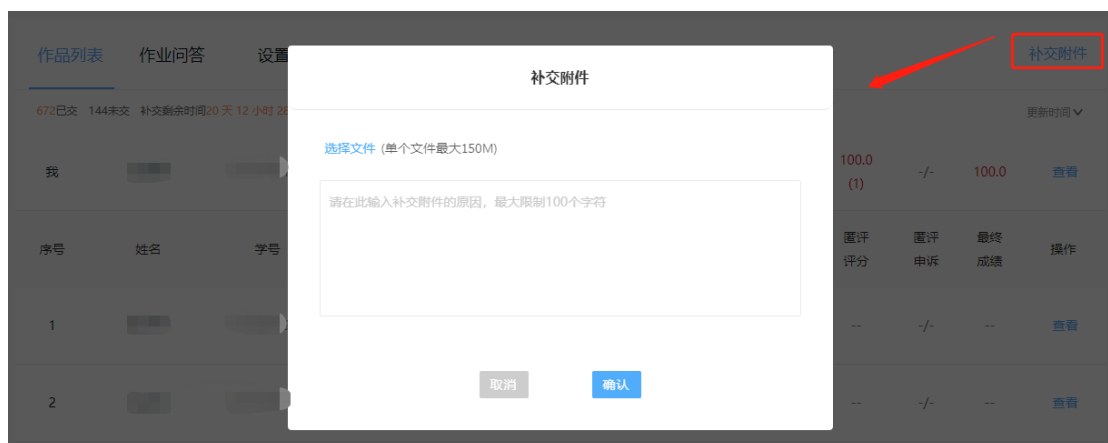 作品列表 作业问答 设置 补交附件
补交附件
672已交 144未交 补交剩余时间20 天 12 小时 28 更新时间
选择文件 (单个文件最大150M)
我 100.0 (1) -/- 100.0 查看
请在此输入补交附件的原因，最大限制100个字符
序号 姓名 学号 匿评评分 匿评申诉 最终成绩 操作
1 -- -/- -- 查看
取消 确认
2 -- -/- -- 查看